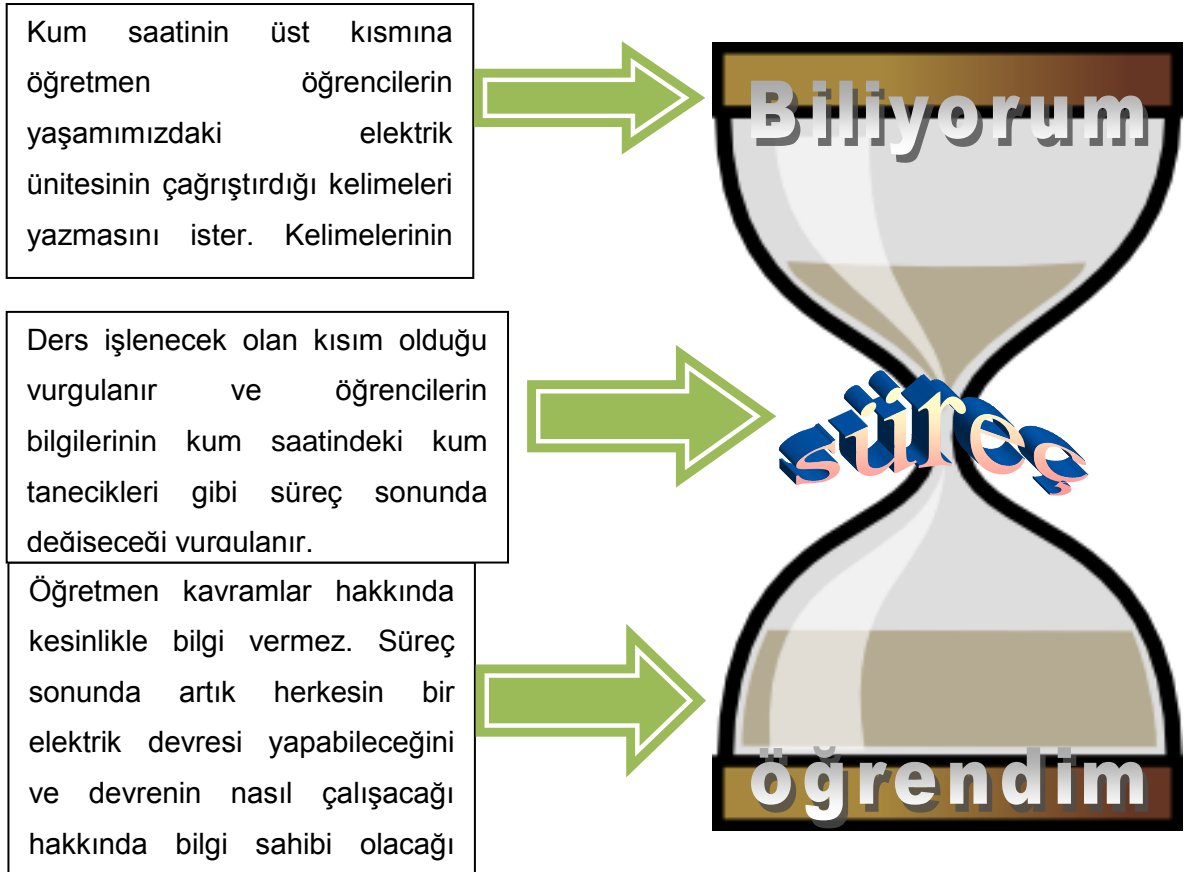 Kum saatinin üst kısmına
öğretmen öğrencilerin
yaşamımızdaki elektrik
ünitesinin çağrıştırdığı kelimeleri
yazmasını ister. Kelimelerinin
Biliyorum
Ders işlenecek olan kısım olduğu
vurgulanır ve öğrencilerin
bilgilerinin kum saatindeki kum
tanecikleri gibi süreç sonunda
değişeceği vurgulanır.
süreç
Öğretmen kavramlar hakkında
kesinlikle bilgi vermez. Süreç
sonunda artık herkesin bir
elektrik devresi yapabileceğini
ve devrenin nasıl çalışacağı
hakkında bilgi sahibi olacağı
öğrendim